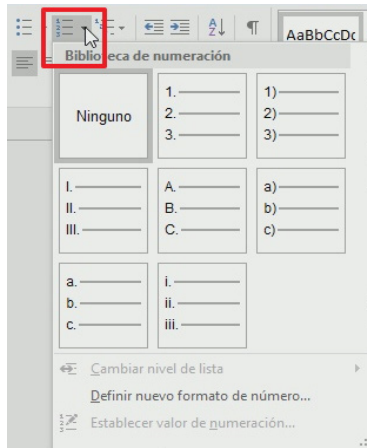 AaBbCcDc
Biblioteca de numeración
Ninguno
1.
2.
3.
1)
2)
3)
I.
II.
III.
A.
B.
C.
a)
b)
c)
a.
b.
c.
i.
ii.
iii.
Cambiar nivel de lista
Definir nuevo formato de número...
Establecer valor de numeración...